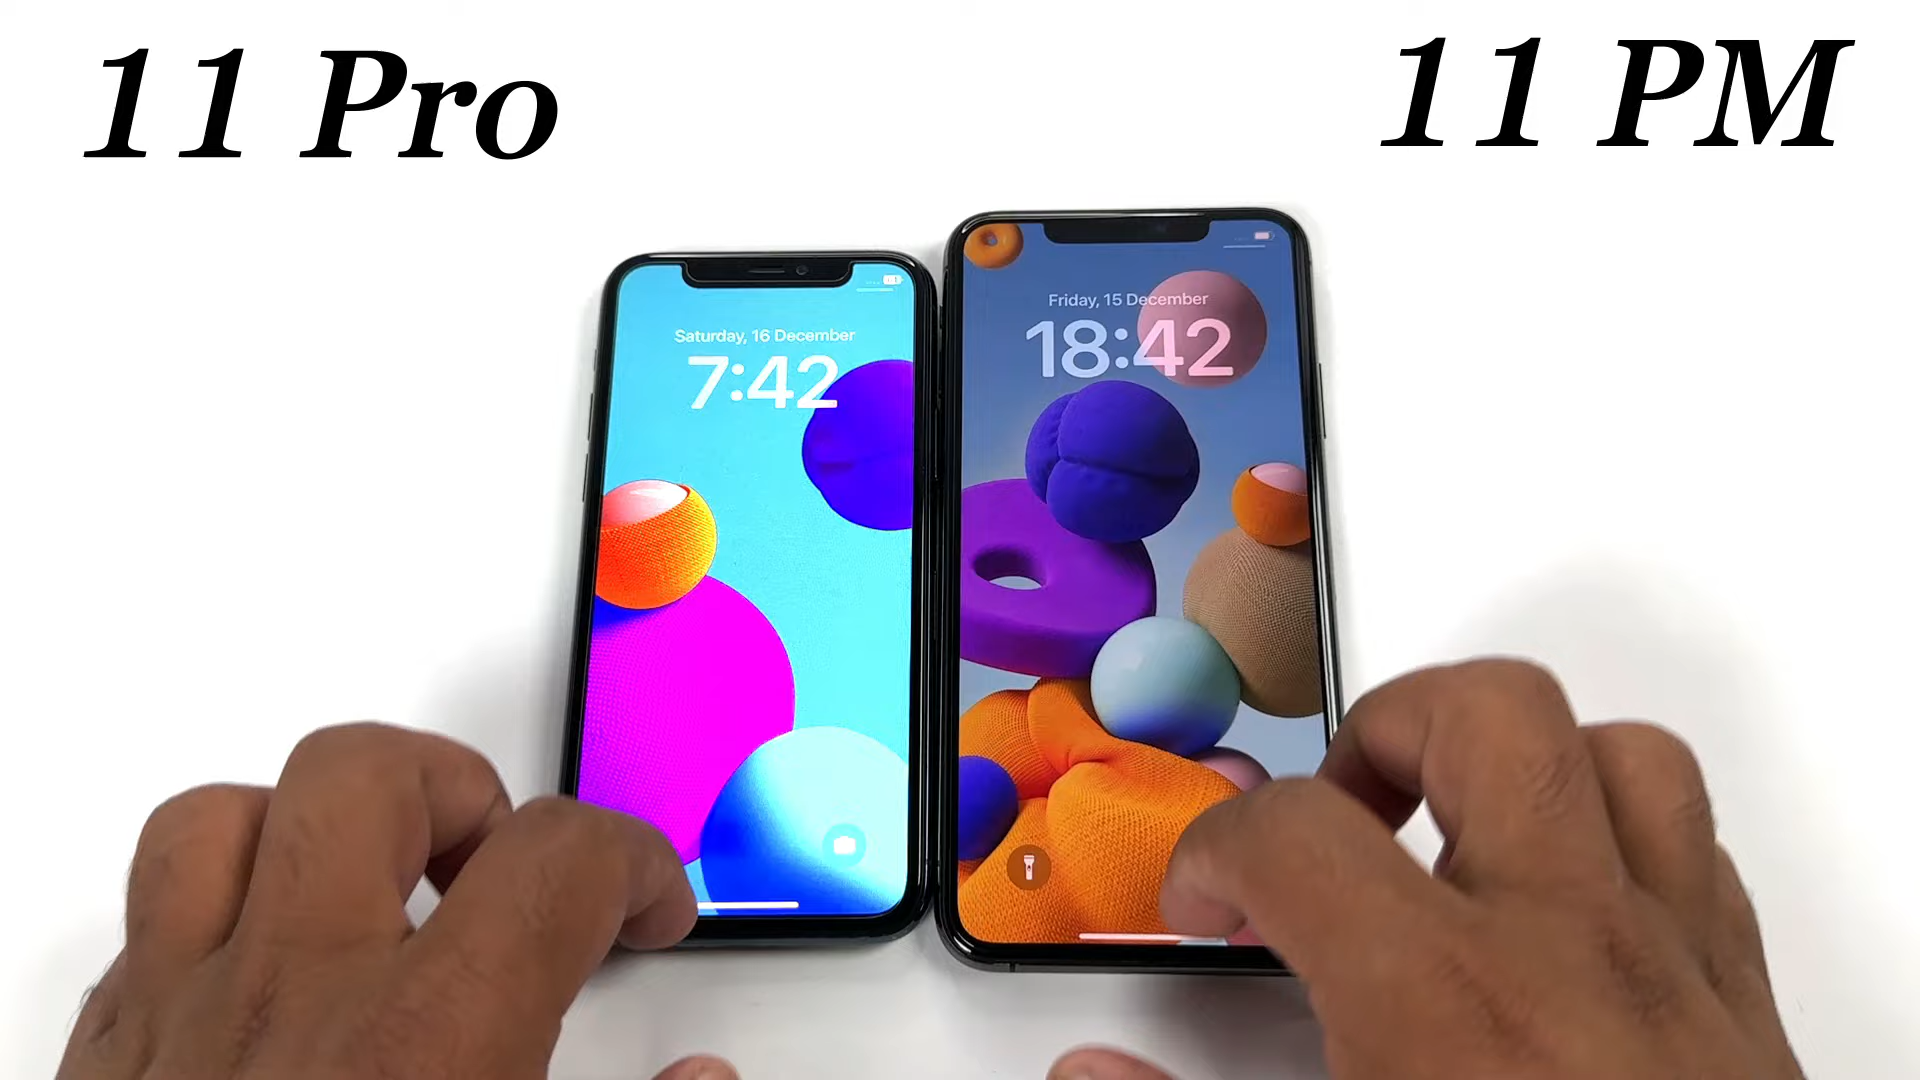 11 Pro
11 PM
Saturday, 16 December
7:42
Friday, 15 December
18:42